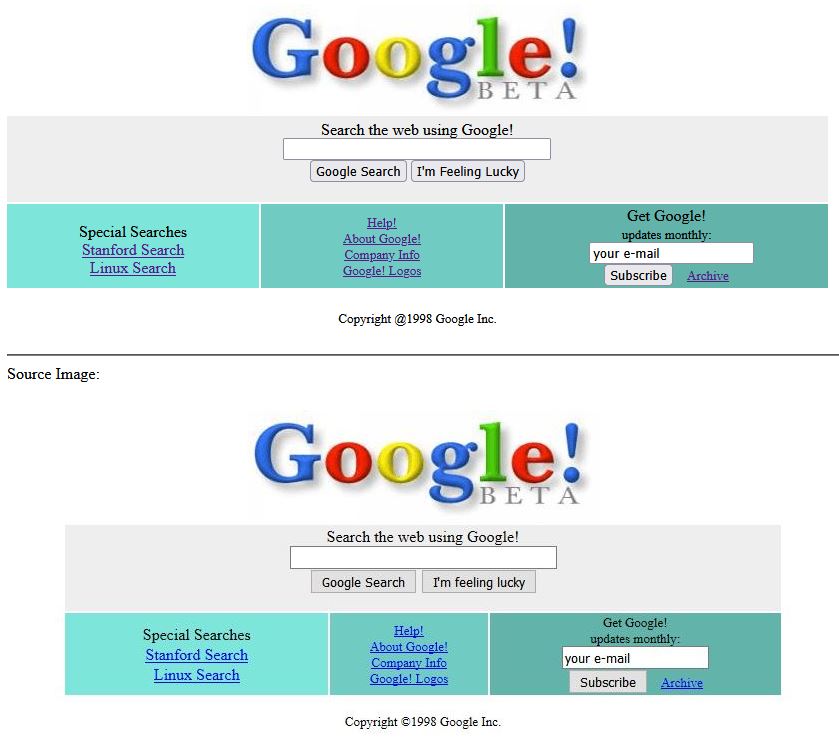 Google!
BETA
Search the web using Google!
Google Search I'm Feeling Lucky
Special Searches
Stanford Search
Linux Search
Help!
About Google!
Company Info
Google! Logos
Get Google!
updates monthly:
your e-mail
Subscribe Archive
Copyright @1998 Google Inc.
Source Image:
Google!
BETA
Search the web using Google!
Google Search I'm feeling lucky
Special Searches
Stanford Search
Linux Search
Help!
About Google!
Company Info
Google! Logos
Get Google!
updates monthly:
your e-mail
Subscribe Archive
Copyright ©1998 Google Inc.